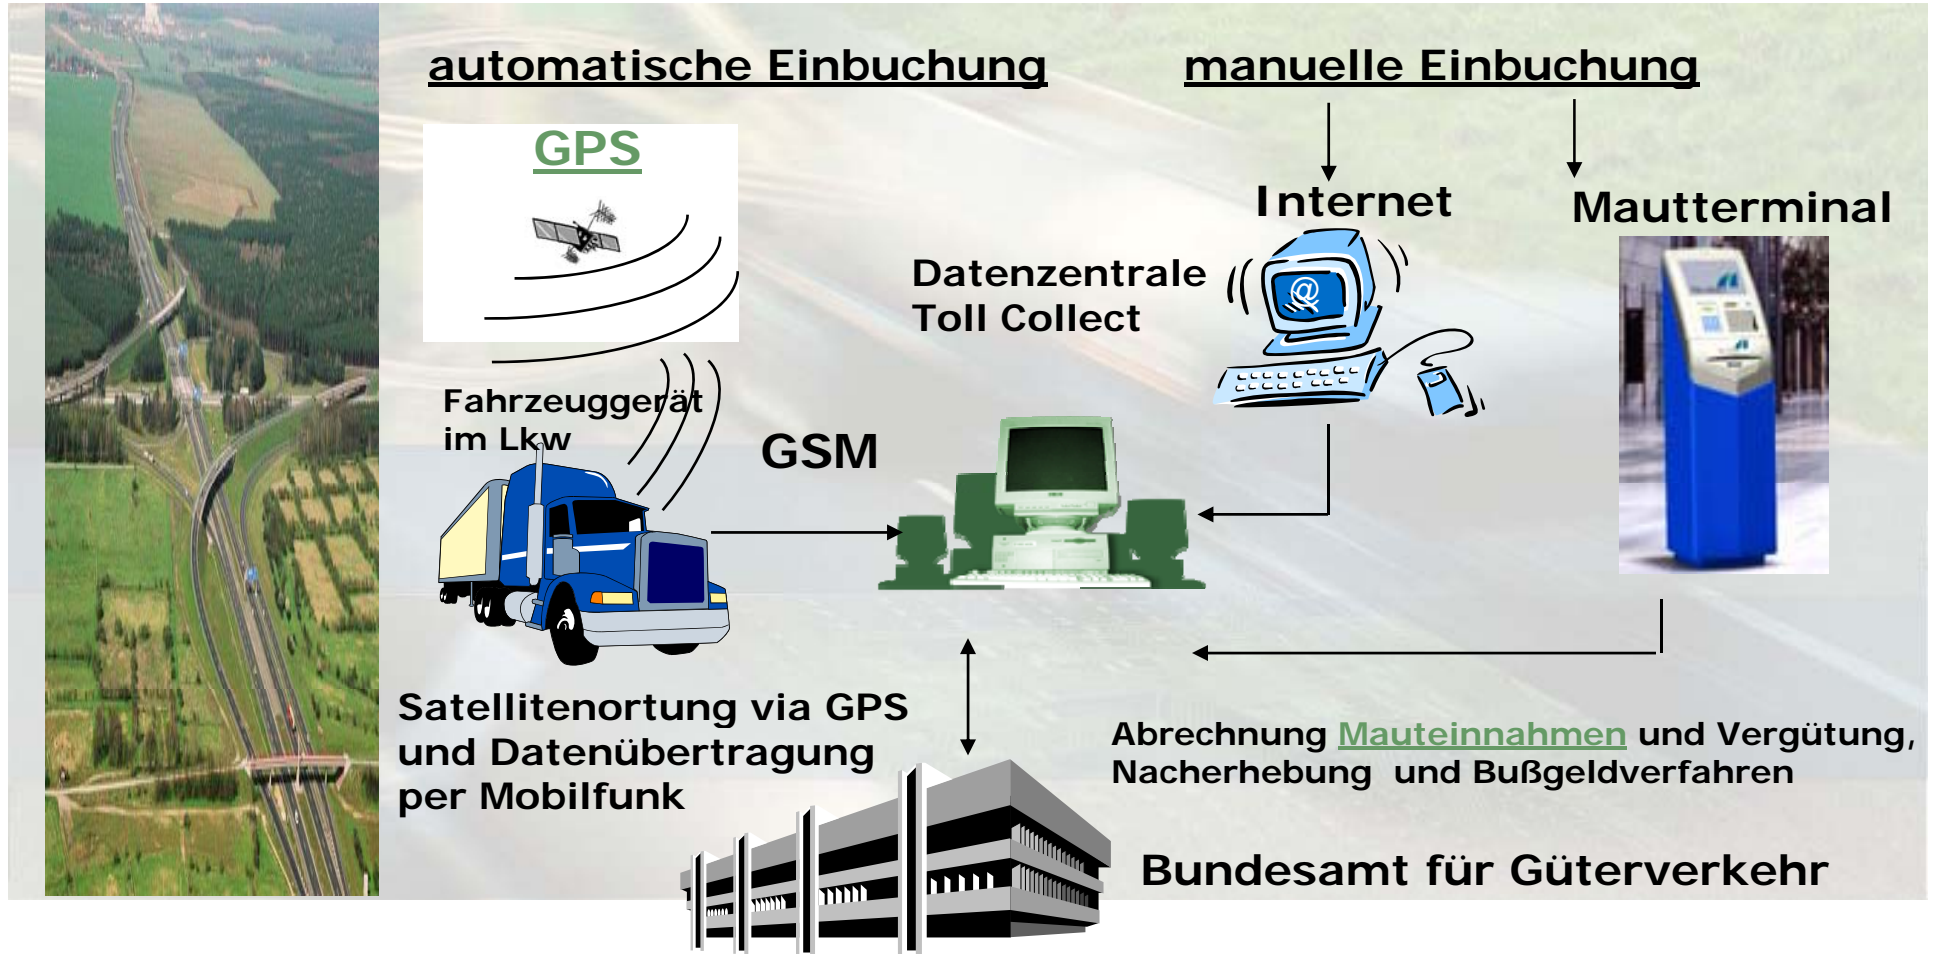 automatische Einbuchung
manuelle Einbuchung
GPS
Internet
Mautterminal
Datenzentrale
Toll Collect
@
Fahrzeuggerät
im Lkw
GSM
Satellitenortung via GPS
und Datenübertragung
per Mobilfunk
Abrechnung Mauteinnahmen und Vergütung,
Nacherhebung und Bußgeldverfahren
Bundesamt für Güterverkehr